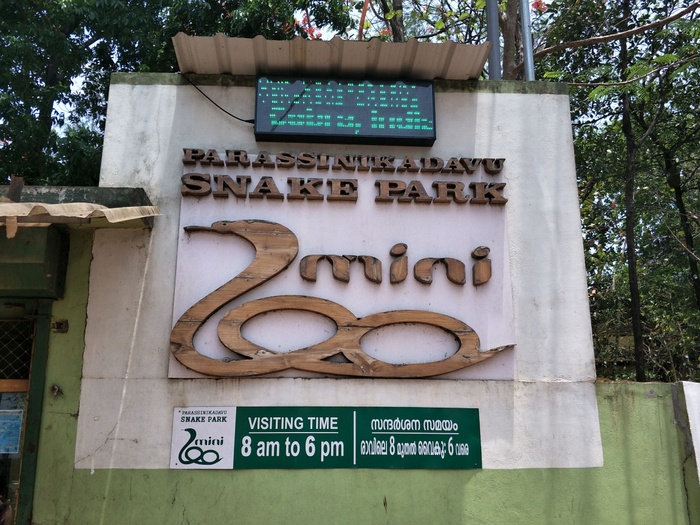 PARASSINIKADAVU
SNAKE PARK
mini
zoo
PARASSINIKADAVU
SNAKE PARK
mini
zoo
VISITING TIME
8 am to 6 pm
സന്ദർശന സമയം
രാവിലെ 8 മുതൽ വൈകു: 6 വരെ